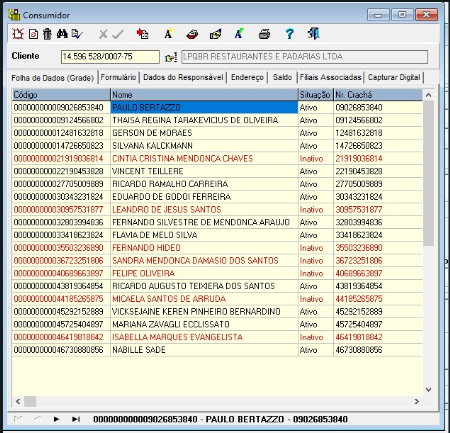 Consumidor
Cliente 14.596.528/0007-75 LPQBR RESTAURANTES E PADARIAS LTDA
Folha de Dados (Grade) Formulário Dados do Responsável Endereço Saldo Filiais Associadas Capturar Digital
Código Nome Situação Nr. Crachá
00000000009026853840 PAULO BERTAZZO Ativo 09026853840
00000000009124566802 THAISA REGINA TARAKEVICIUS DE OLIVEIRA Ativo 09124566802
00000000012481632818 GERSON DE MORAES Ativo 12481632818
00000000014726650823 SILVANA KALCKMANN Ativo 14726650823
00000000021919036814 CINTIA CRISTINA MENDONCA CHAVES Inativo 21919036814
00000000022190453828 VINCENT TEILLERE Ativo 22190453828
00000000027705009889 RICARDO RAMALHO CARREIRA Ativo 27705009889
00000000030343231824 EDUARDO DE GODOI FERREIRA Ativo 30343231824
00000000030957531877 LEANDRO DE JESUS SANTOS Inativo 30957531877
00000000032803994836 FERNANDO SILVESTRE DE MENDONCA ARAUJO Ativo 32803994836
00000000033418623824 FLAVIA DE MELO SILVA Ativo 33418623824
00000000035503236890 FERNANDO HIDEO Inativo 35503236890
00000000036723251806 SANDRA MENDONCA DAMASIO DOS SANTOS Inativo 36723251806
00000000040689663897 FELIPE OLIVEIRA Inativo 40689663897
00000000043819364854 RICARDO AUGUSTO TEIXIERA DOS SANTOS Ativo 43819364854
00000000044185265875 MICAELA SANTOS DE ARRUDA Inativo 44185265875
00000000045292152889 VICKSEJAINE KEREN PINHEIRO BERNARDINO Ativo 45292152889
00000000045725404897 MARIANA ZAVAGLI ECCLISSATO Ativo 45725404897
00000000046419818842 ISABELLA MARQUES EVANGELISTA Inativo 46419818842
00000000046730880856 NABILLE SADE Ativo 46730880856
00000000009026853840 - PAULO BERTAZZO - 09026853840